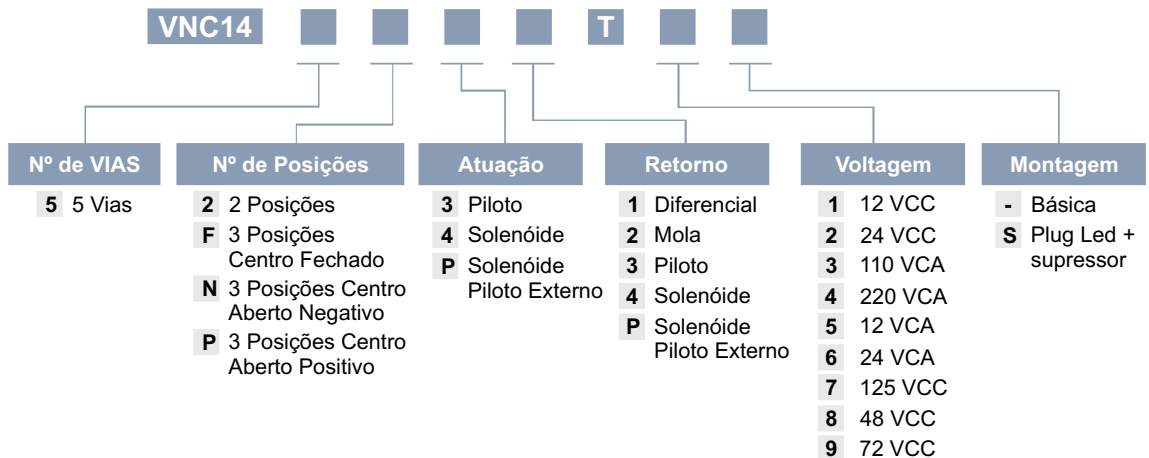 VNC14 T
Nº de VIAS
5 5 Vias
Nº de Posições
2 2 Posições
F 3 Posições
Centro Fechado
N 3 Posições Centro
Aberto Negativo
P 3 Posições Centro
Aberto Positivo
Atuação
3 Piloto
4 Solenóide
P Solenóide
Piloto Externo
Retorno
1 Diferencial
2 Mola
3 Piloto
4 Solenóide
P Solenóide
Piloto Externo
Voltagem
1 12 VCC
2 24 VCC
3 110 VCA
4 220 VCA
5 12 VCA
6 24 VCA
7 125 VCC
8 48 VCC
9 72 VCC
Montagem
- Básica
S Plug Led +
supressor